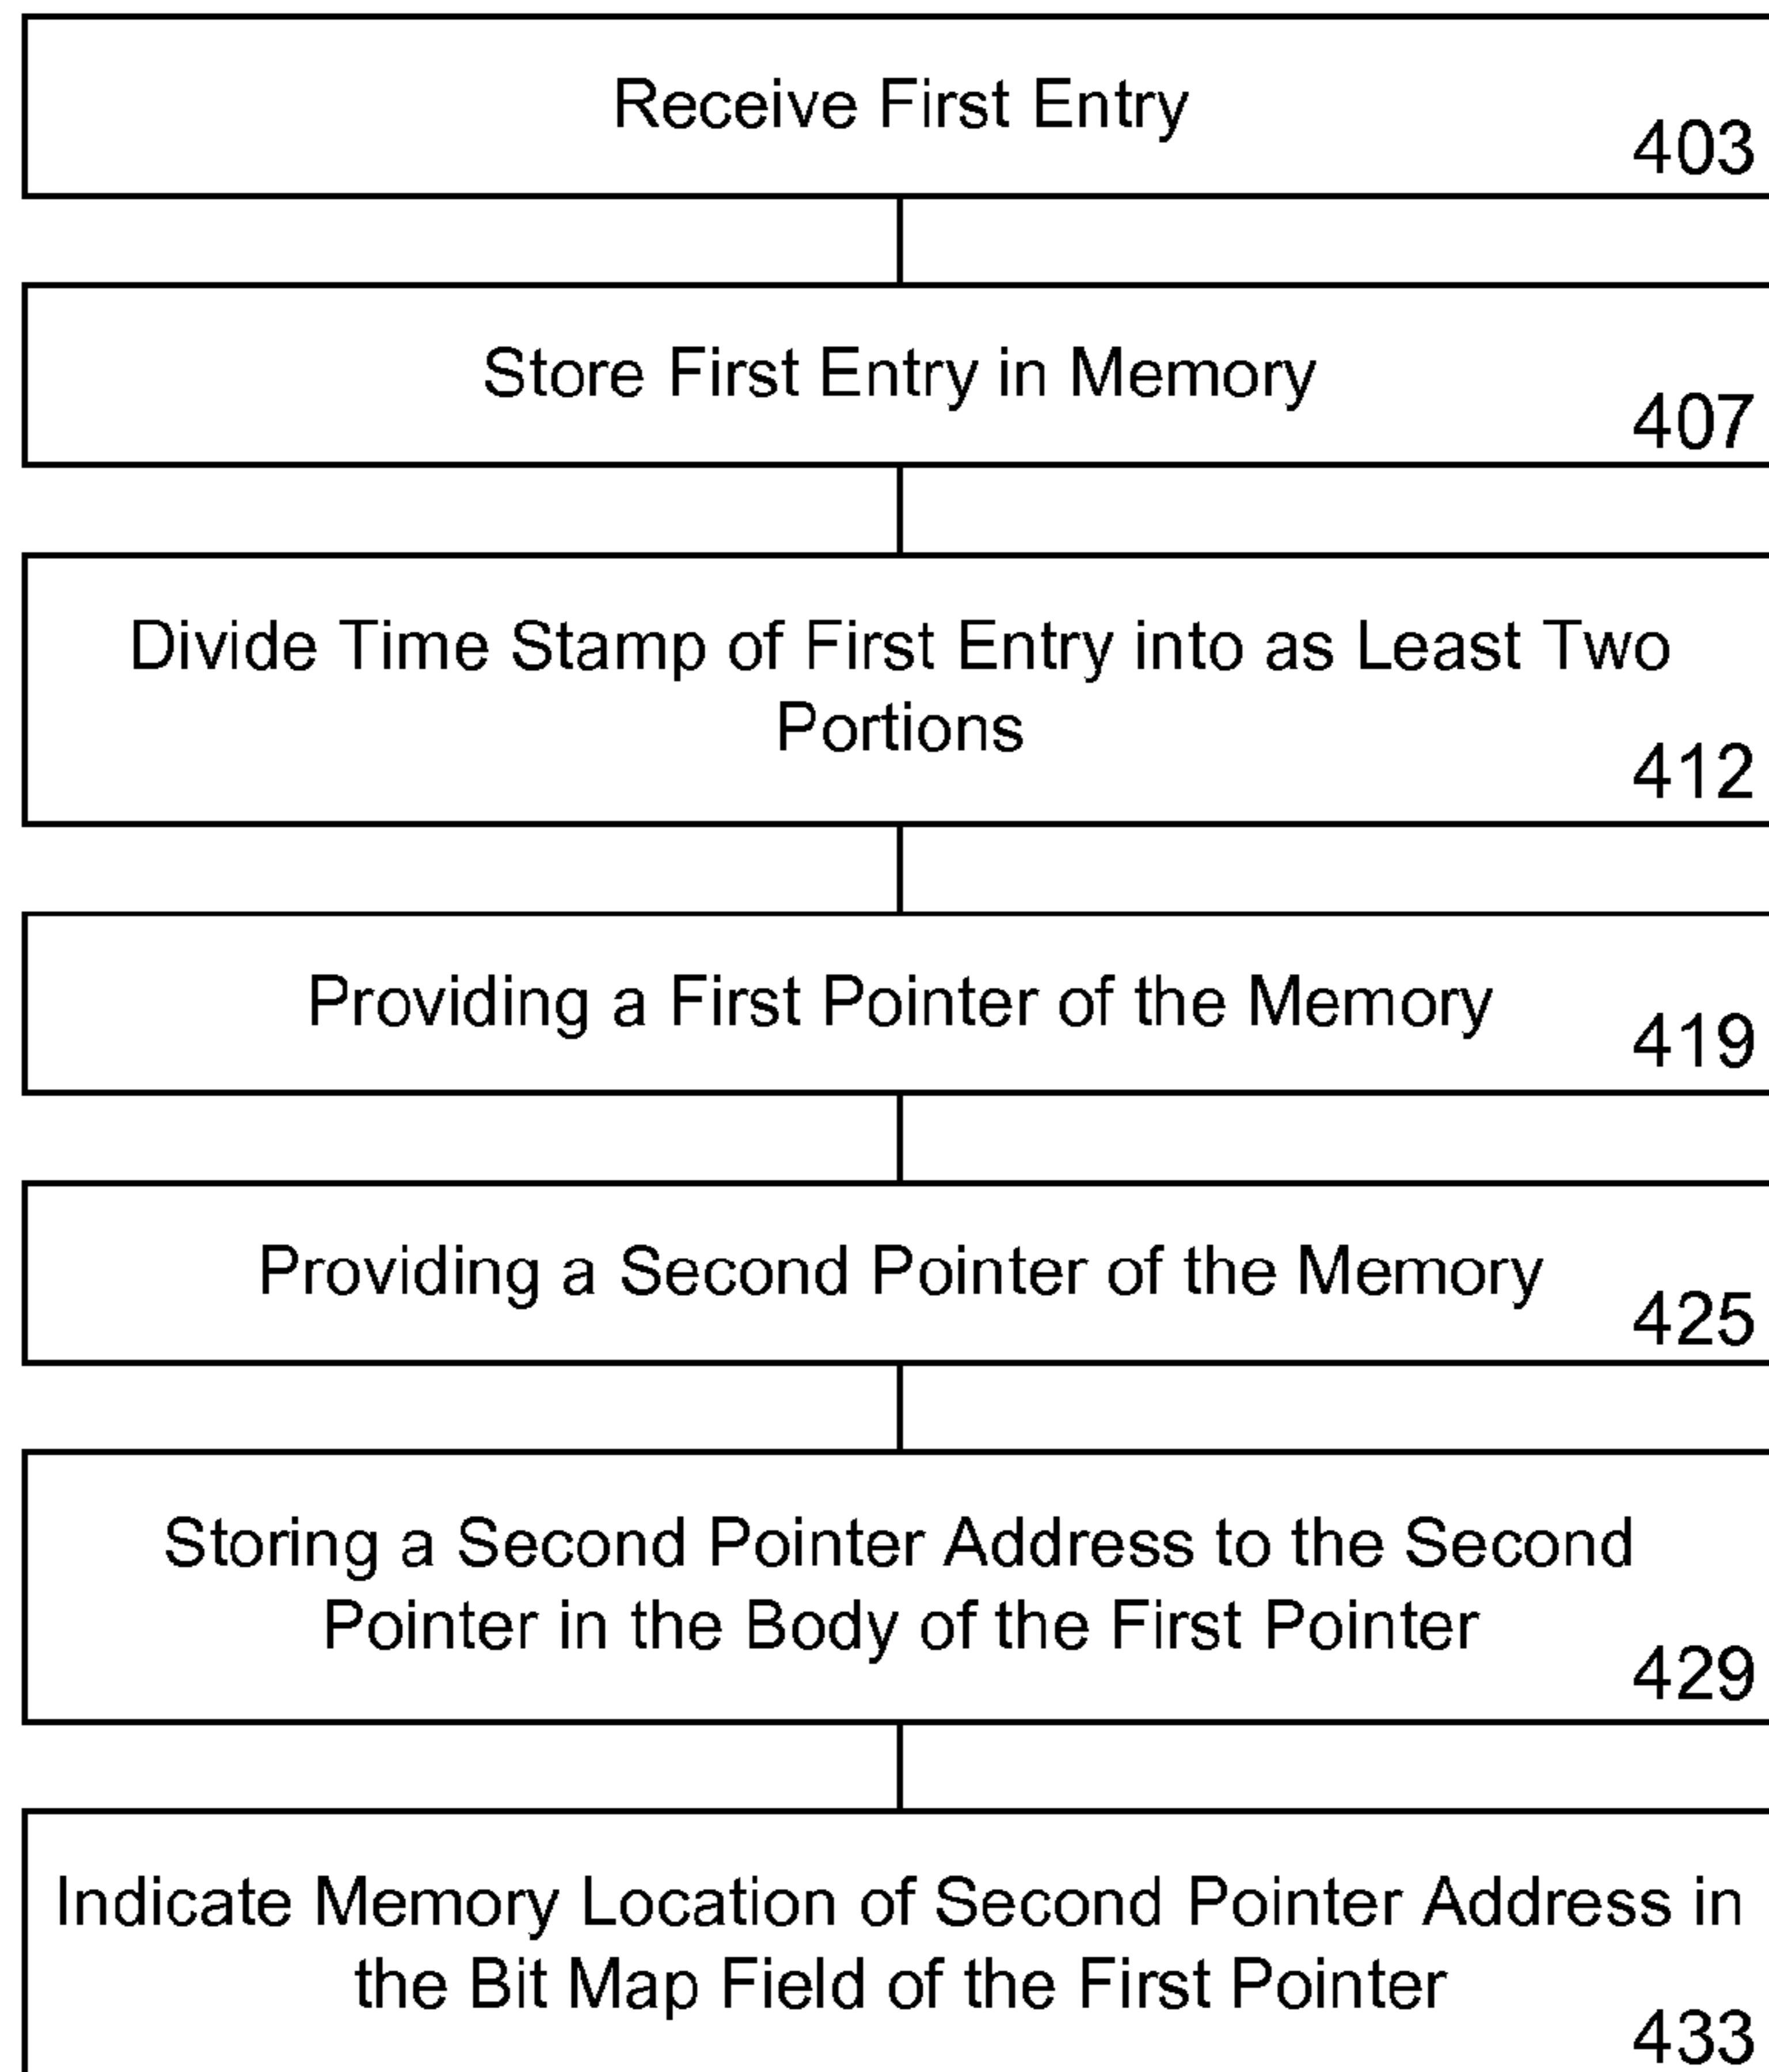 Receive First Entry
403
Store First Entry in Memory
407
Divide Time Stamp of First Entry into as Least Two
Portions
412
Providing a First Pointer of the Memory
419
Providing a Second Pointer of the Memory
425
Storing a Second Pointer Address to the Second
Pointer in the Body of the First Pointer
429
Indicate Memory Location of Second Pointer Address in
the Bit Map Field of the First Pointer
433